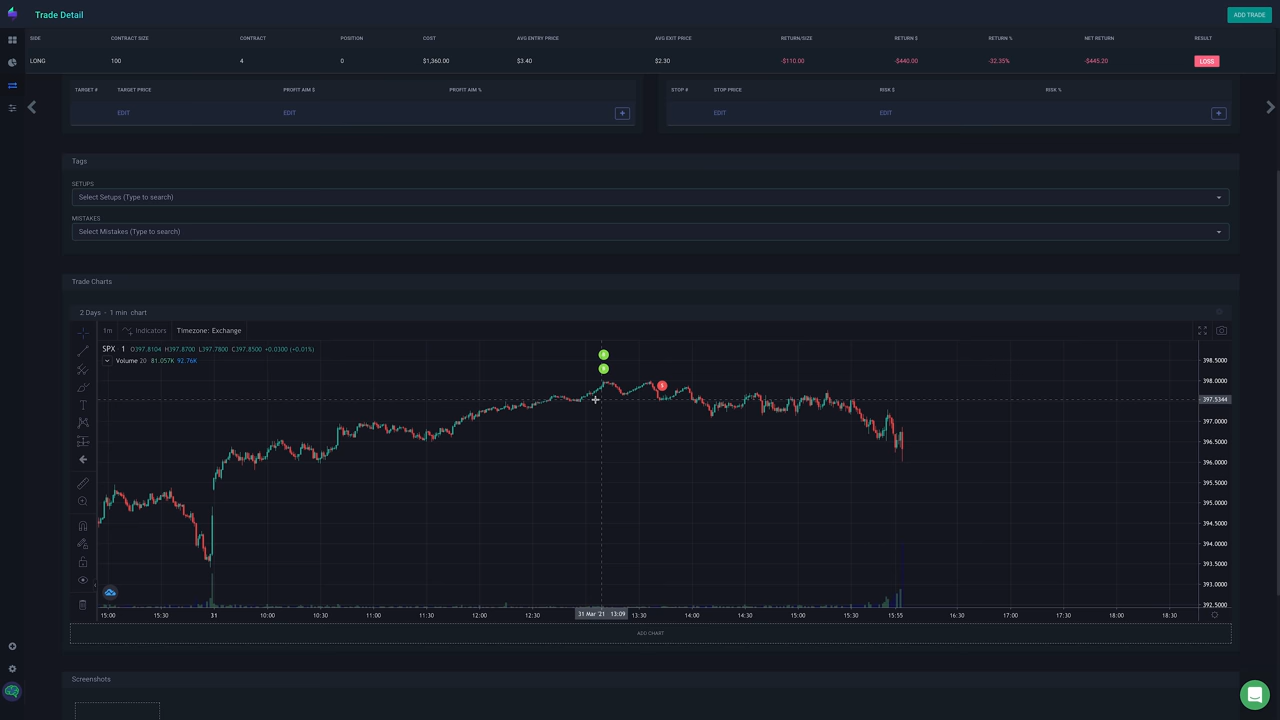 Trade Detail
ADD TRADE
SIDE CONTRACT SIZE CONTRACT POSITION COST AVG ENTRY PRICE AVG EXIT PRICE RETURN/SIZE RETURN $ RETURN % NET RETURN RESULT
LONG 100 4 0 $1,360.00 $3.40 $2.30 -$110.00 -$440.00 -32.35% -$445.20 LOSS
TARGET # TARGET PRICE PROFIT AIM $ PROFIT AIM % STOP # STOP PRICE RISK $ RISK %
EDIT EDIT + EDIT EDIT +
Tags
SETUPS
Select Setups (Type to search)
MISTAKES
Select Mistakes (Type to search)
Trade Charts
2 Days - 1 min chart
1m Indicators Timezone: Exchange
SPX 1 O397.8104 H397.8700 L397.7800 C397.8500 +0.0300 (+0.01%)
Volume 20 81.057K 92.76K
398.5000
398.0000
397.5344
397.0000
396.5000
396.0000
395.5000
395.0000
394.5000
394.0000
393.5000
393.0000
392.5000
15:00 31 10:00 10:30 11:00 11:30 12:00 12:30 31 Mar '21 13:09 13:30 14:00 14:30 15:00 15:30 15:55 16:30 17:00 17:30 18:00 18:30
ADD CHART
Screenshots